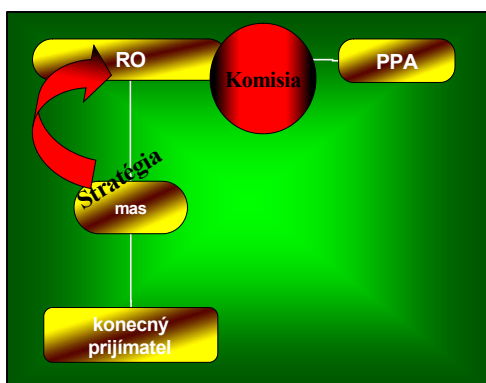 RO
Komisia
PPA
Stratégia
mas
konecný
prijímatel